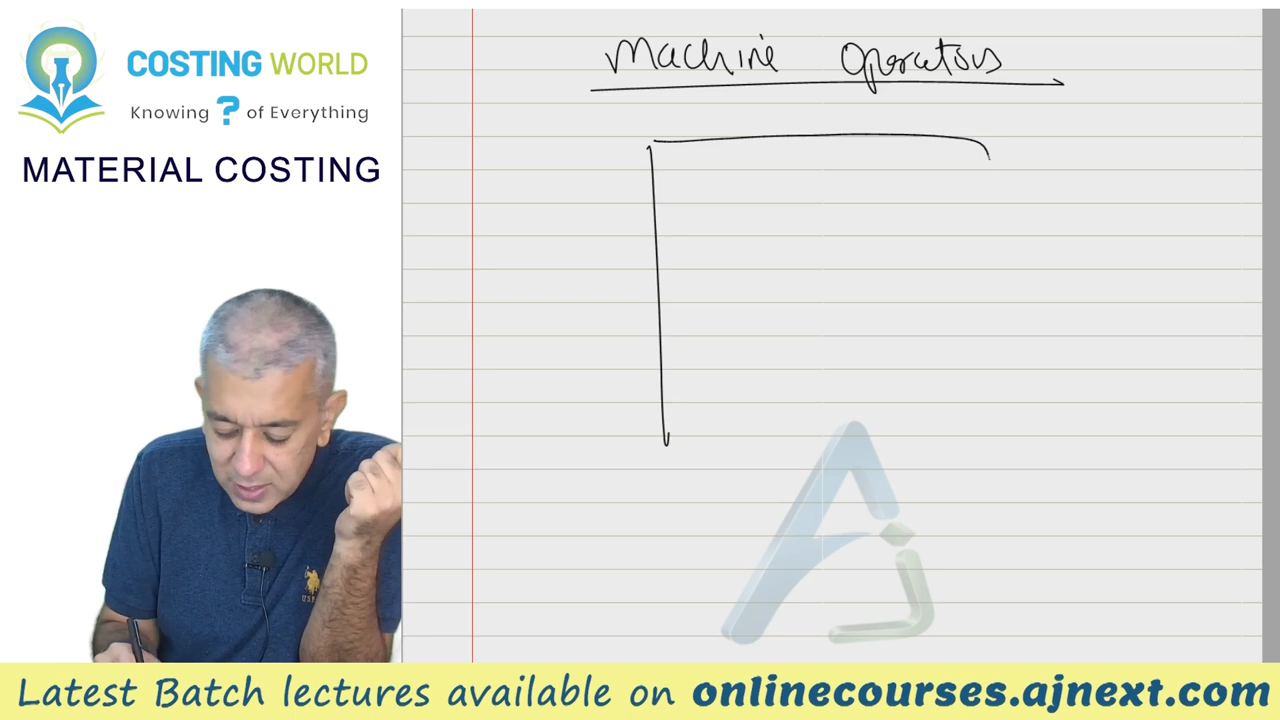 COSTING WORLD
Knowing ? of Everything
MATERIAL COSTING
Machine Operators
U.S.P
Latest Batch lectures available on onlinecourses.ajnext.com